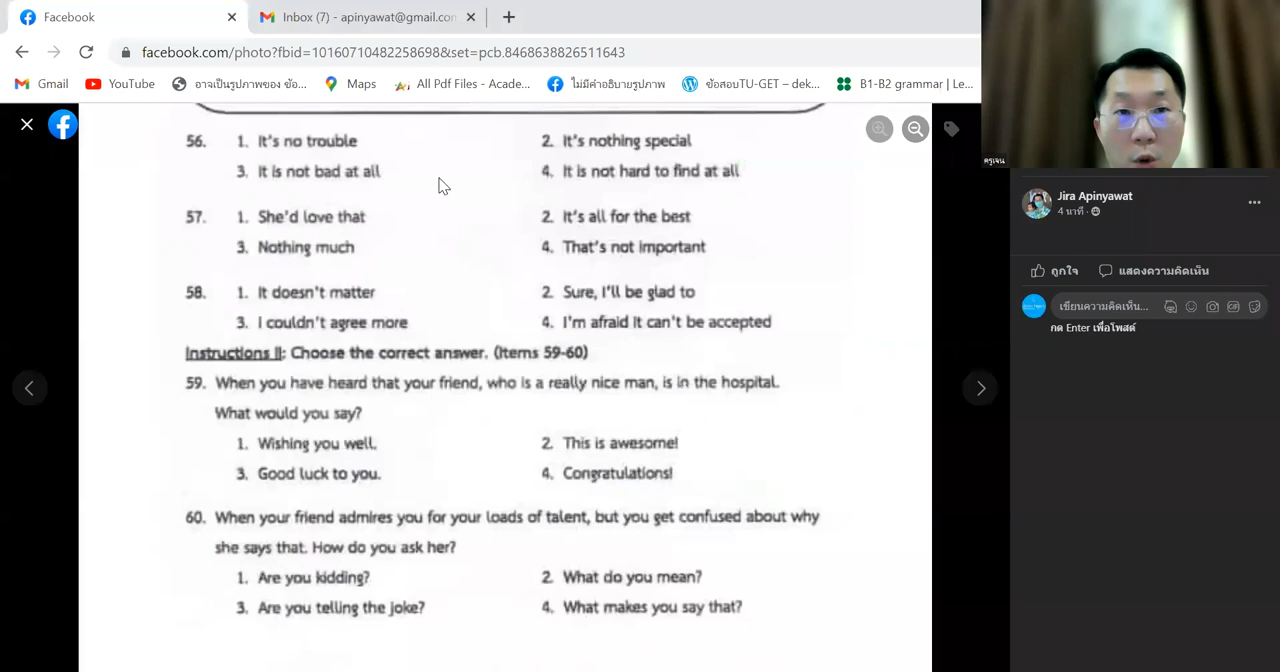 Facebook
Inbox (7) - apinyawat@gmail.con
facebook.com/photo?fbid=10160710482258698&set=pcb.8468638826511643
Gmail YouTube อาจเป็นรูปภาพของ ข้อ... Maps All Pdf Files - Acade... ไม่มีคำอธิบายรูปภาพ ข้อสอบTU-GET – dek... B1-B2 grammar | Le...
ครูเจน
56. 1. It's no trouble 2. It's nothing special
3. It is not bad at all 4. It is not hard to find at all
57. 1. She'd love that 2. It's all for the best
3. Nothing much 4. That's not important
58. 1. It doesn't matter 2. Sure, I'll be glad to
3. I couldn't agree more 4. I'm afraid it can't be accepted
Instructions II: Choose the correct answer. (Items 59-60)
59. When you have heard that your friend, who is a really nice man, is in the hospital.
What would you say?
1. Wishing you well. 2. This is awesome!
3. Good luck to you. 4. Congratulations!
60. When your friend admires you for your loads of talent, but you get confused about why
she says that. How do you ask her?
1. Are you kidding? 2. What do you mean?
3. Are you telling the joke? 4. What makes you say that?
Jira Apinyawat
4 นาที ·
ถูกใจ แสดงความคิดเห็น
เขียนความคิดเห็น...
กด Enter เพื่อโพสต์